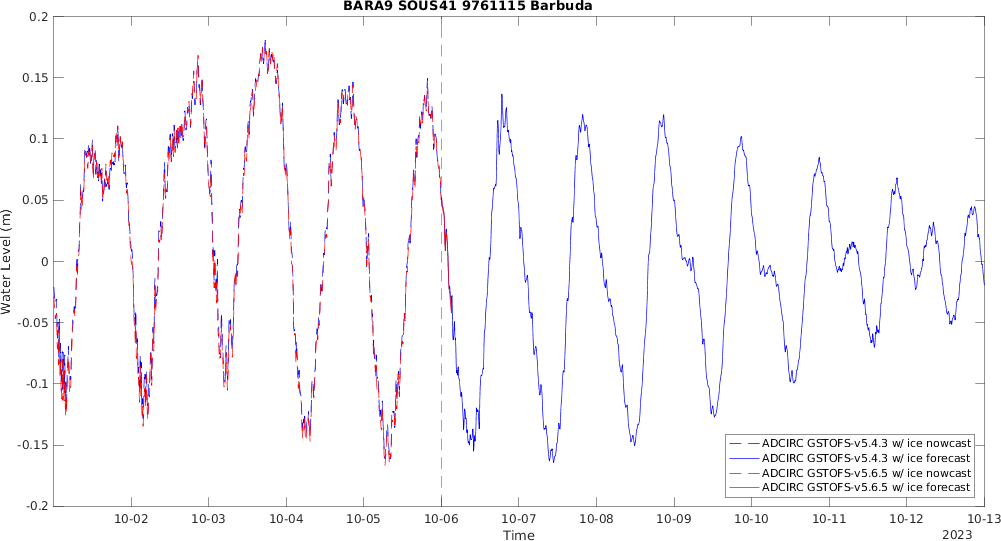 BARA9 SOUS41 9761115 Barbuda
Water Level (m)
0.2
0.15
0.1
0.05
0
-0.05
-0.1
-0.15
-0.2
ADCIRC GSTOFS-v5.4.3 w/ ice nowcast
ADCIRC GSTOFS-v5.4.3 w/ ice forecast
ADCIRC GSTOFS-v5.6.5 w/ ice nowcast
ADCIRC GSTOFS-v5.6.5 w/ ice forecast
10-02 10-03 10-04 10-05 10-06 10-07 10-08 10-09 10-10 10-11 10-12 10-13
Time
2023